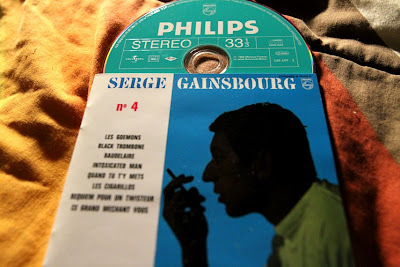 PHILIPS
STEREO 33⅓
SERGE GAINSBOURG
nº 4
LES GOEMONS
BLACK TROMBONE
BAUDELAIRE
INTOXICATED MAN
QUAND TU T'Y METS
LES CIGARILLOS
REQUIEM POUR UN TWISTEUR
CE GRAND MECHANT VOUS